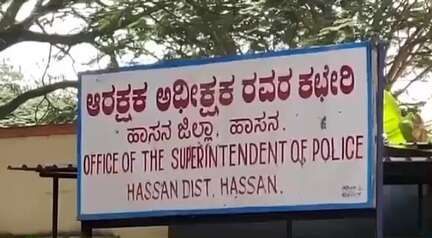 ಆರಕ್ಷಕ ಅಧೀಕ್ಷಕ ರವರ ಕಛೇರಿ
ಹಾಸನ ಜಿಲ್ಲಾ, ಹಾಸನ.
OFFICE OF THE SUPERINTENDENT OF POLICE
HASSAN DIST, HASSAN.